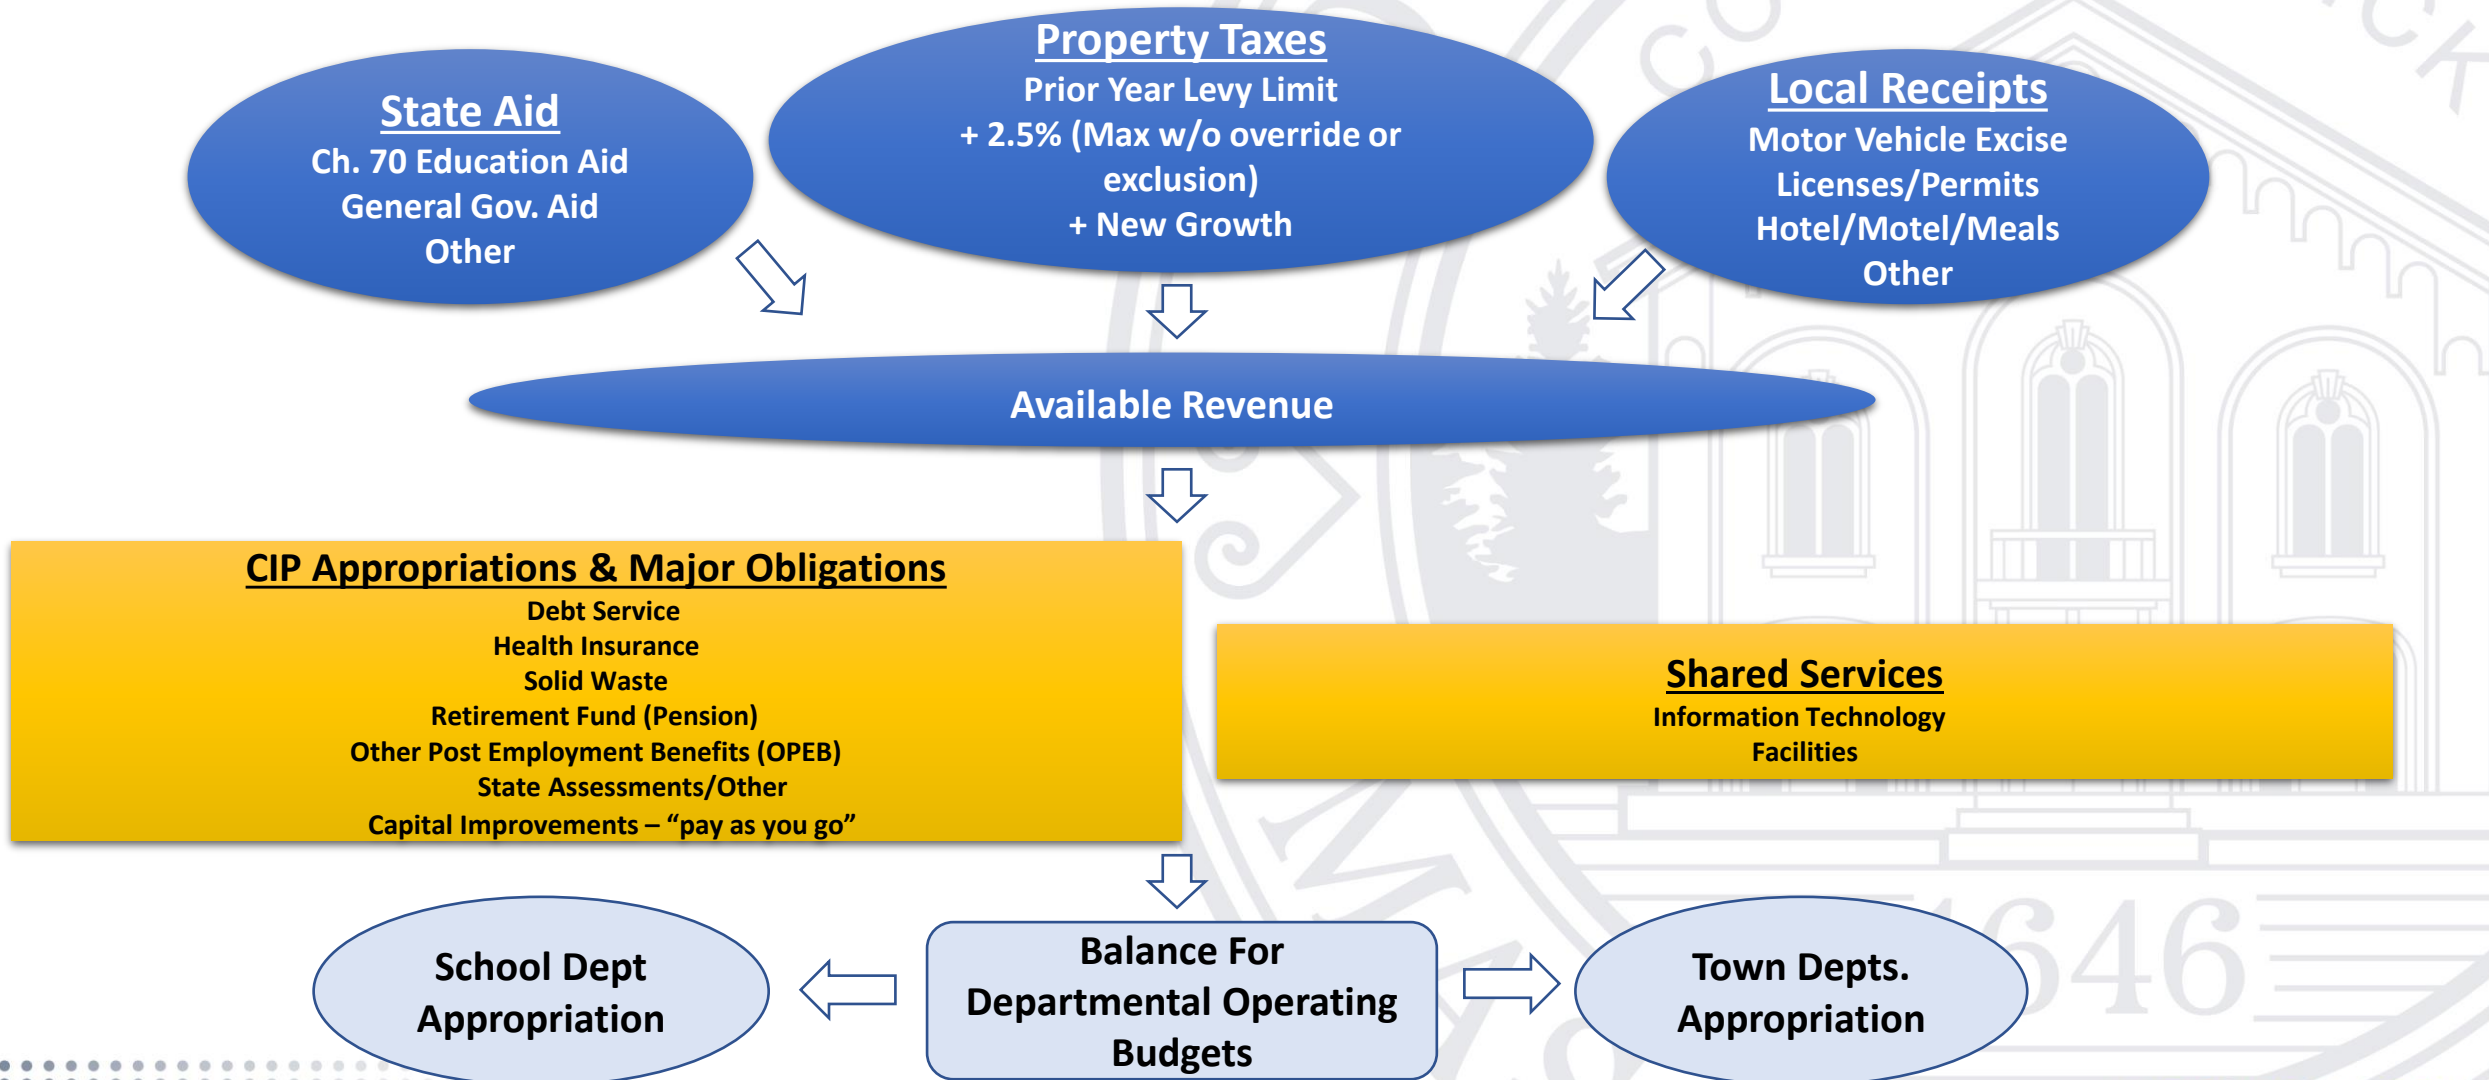 State Aid
Ch. 70 Education Aid
General Gov. Aid
Other
Property Taxes
Prior Year Levy Limit
+ 2.5% (Max w/o override or
exclusion)
+ New Growth
Local Receipts
Motor Vehicle Excise
Licenses/Permits
Hotel/Motel/Meals
Other
Available Revenue
CIP Appropriations & Major Obligations
Debt Service
Health Insurance
Solid Waste
Retirement Fund (Pension)
Other Post Employment Benefits (OPEB)
State Assessments/Other
Capital Improvements – “pay as you go”
Shared Services
Information Technology
Facilities
School Dept
Appropriation
Balance For
Departmental Operating
Budgets
Town Depts.
Appropriation
1646